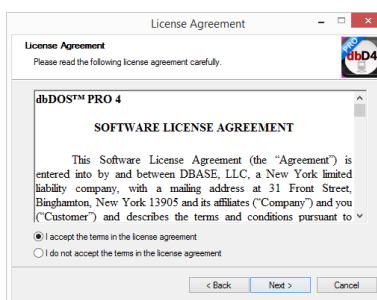 License Agreement
License Agreement
Please read the following license agreement carefully.
PRO
dbD4
dbDOS™ PRO 4
SOFTWARE LICENSE AGREEMENT
This Software License Agreement (the “Agreement”) is
entered into by and between DBASE, LLC, a New York limited
liability company, with a mailing address at 31 Front Street,
Binghamton, New York 13905 and its affiliates (“Company”) and you
(“Customer”) and describes the terms and conditions pursuant to
I accept the terms in the license agreement
I do not accept the terms in the license agreement
< Back Next > Cancel